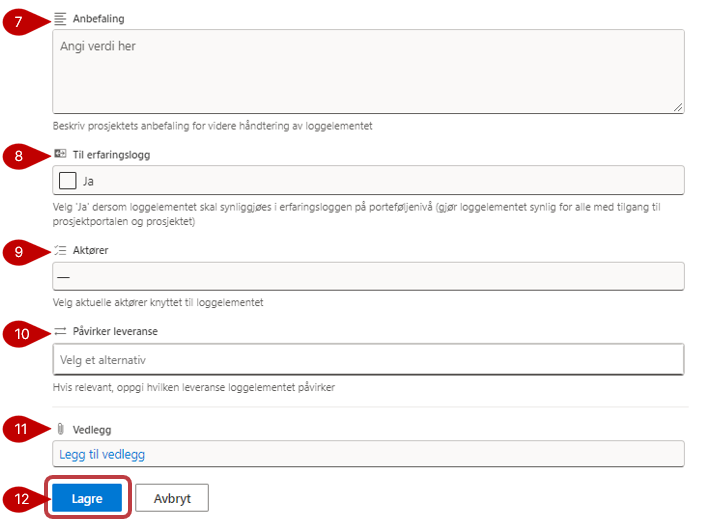 7 Anbefaling
Angi verdi her
Beskriv prosjektets anbefaling for videre håndtering av loggelementet
8 Til erfaringslogg
Ja
Velg 'Ja' dersom loggelementet skal synliggjøes i erfaringsloggen på porteføljenivå (gjør loggelementet synlig for alle med tilgang til
prosjektportalen og prosjektet)
9 Aktører
—
Velg aktuelle aktører knyttet til loggelementet
10 Påvirker leveranse
Velg et alternativ
Hvis relevant, oppgi hvilken leveranse loggelementet påvirker
11 Vedlegg
Legg til vedlegg
12 Lagre Avbryt